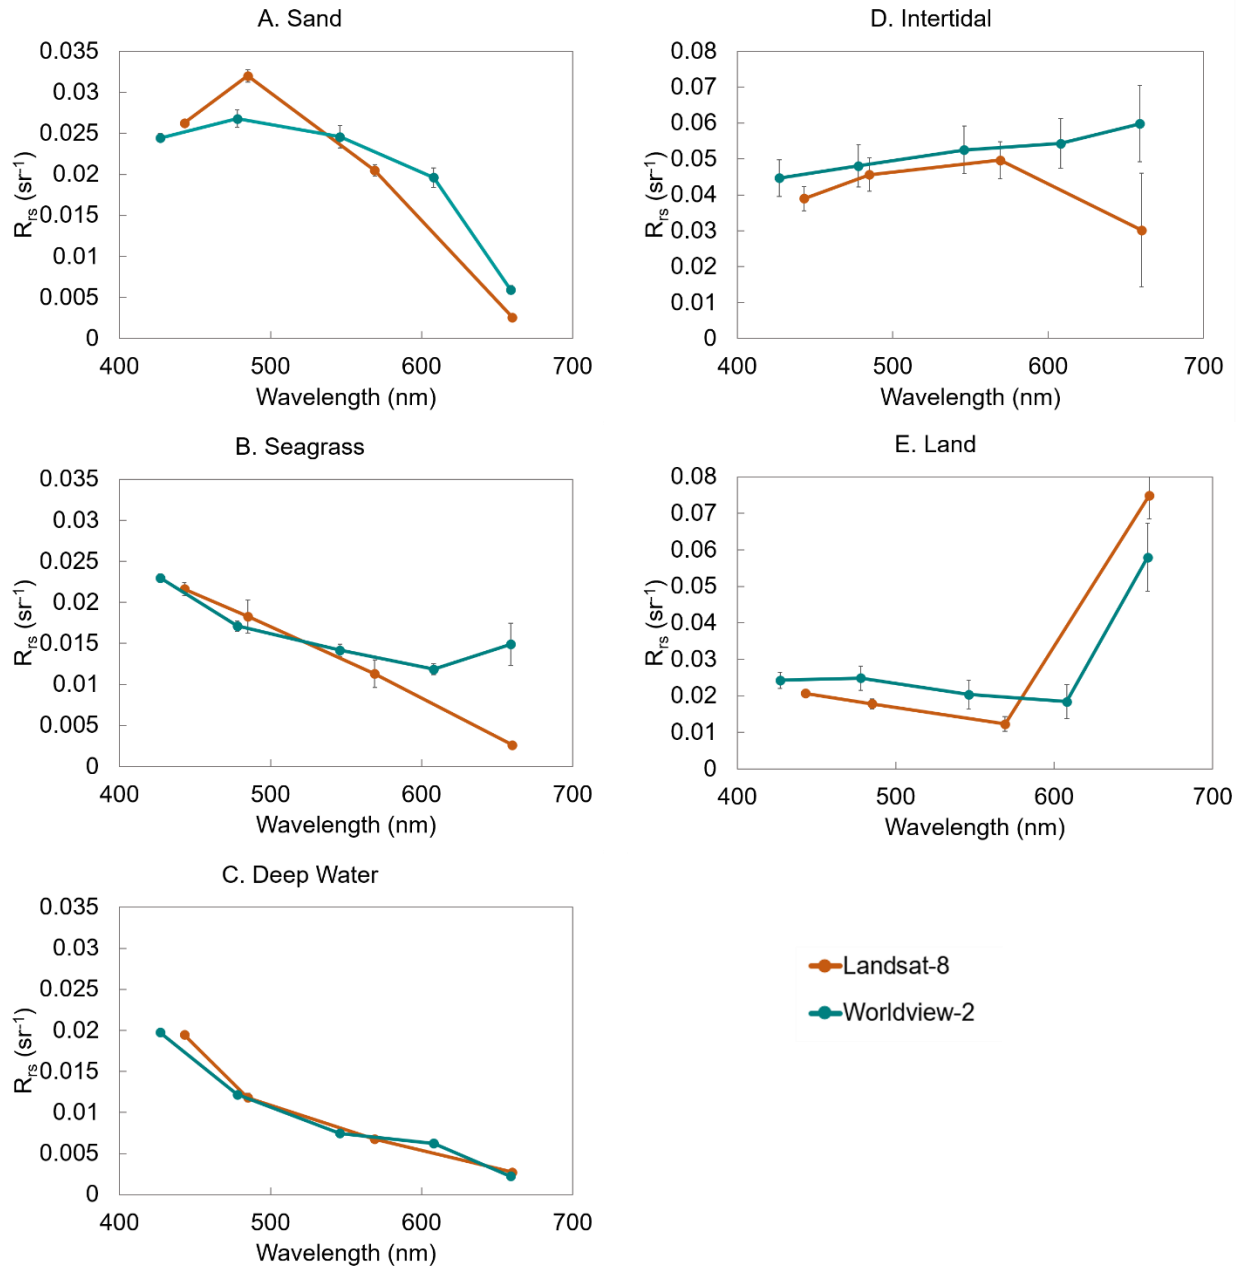 A. Sand
0.035
0.03
0.025
0.02
0.015
0.01
0.005
0
R_rs (sr⁻¹)
400 500 600 700
Wavelength (nm)
D. Intertidal
0.08
0.07
0.06
0.05
0.04
0.03
0.02
0.01
0
R_rs (sr⁻¹)
400 500 600 700
Wavelength (nm)
B. Seagrass
0.035
0.03
0.025
0.02
0.015
0.01
0.005
0
R_rs (sr⁻¹)
400 500 600 700
Wavelength (nm)
E. Land
0.08
0.07
0.06
0.05
0.04
0.03
0.02
0.01
0
R_rs (sr⁻¹)
400 500 600 700
Wavelength (nm)
C. Deep Water
0.035
0.03
0.025
0.02
0.015
0.01
0.005
0
R_rs (sr⁻¹)
400 500 600 700
Wavelength (nm)
Landsat-8
Worldview-2